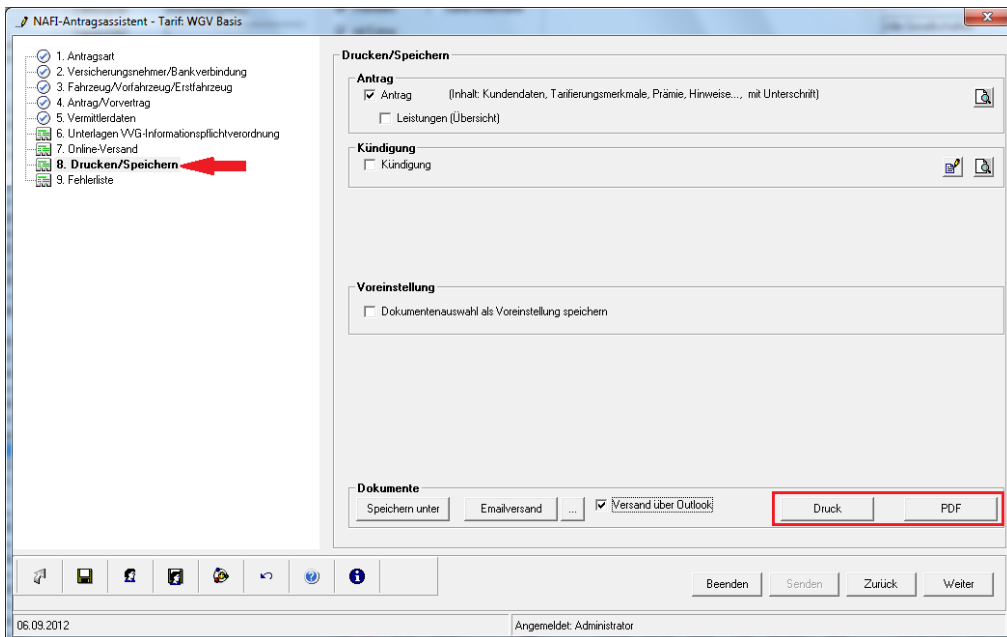 NAFI-Antragsassistent - Tarif: WGV Basis
1. Antragsart
2. Versicherungsnehmer/Bankverbindung
3. Fahrzeug/Vorfahrzeug/Erstfahrzeug
4. Antrag/Vorvertrag
5. Vermittlerdaten
6. Unterlagen VVG-Informationspflichtverordnung
7. Online-Versand
8. Drucken/Speichern
9. Fehlerliste
Drucken/Speichern
Antrag
Antrag (Inhalt: Kundendaten, Tarifierungsmerkmale, Prämie, Hinweise..., mit Unterschrift)
Leistungen (Übersicht)
Kündigung
Kündigung
Voreinstellung
Dokumentenauswahl als Voreinstellung speichern
Dokumente
Speichern unter Emailversand ... Versand über Outlook Druck PDF
Beenden Senden Zurück Weiter
06.09.2012 Angemeldet: Administrator